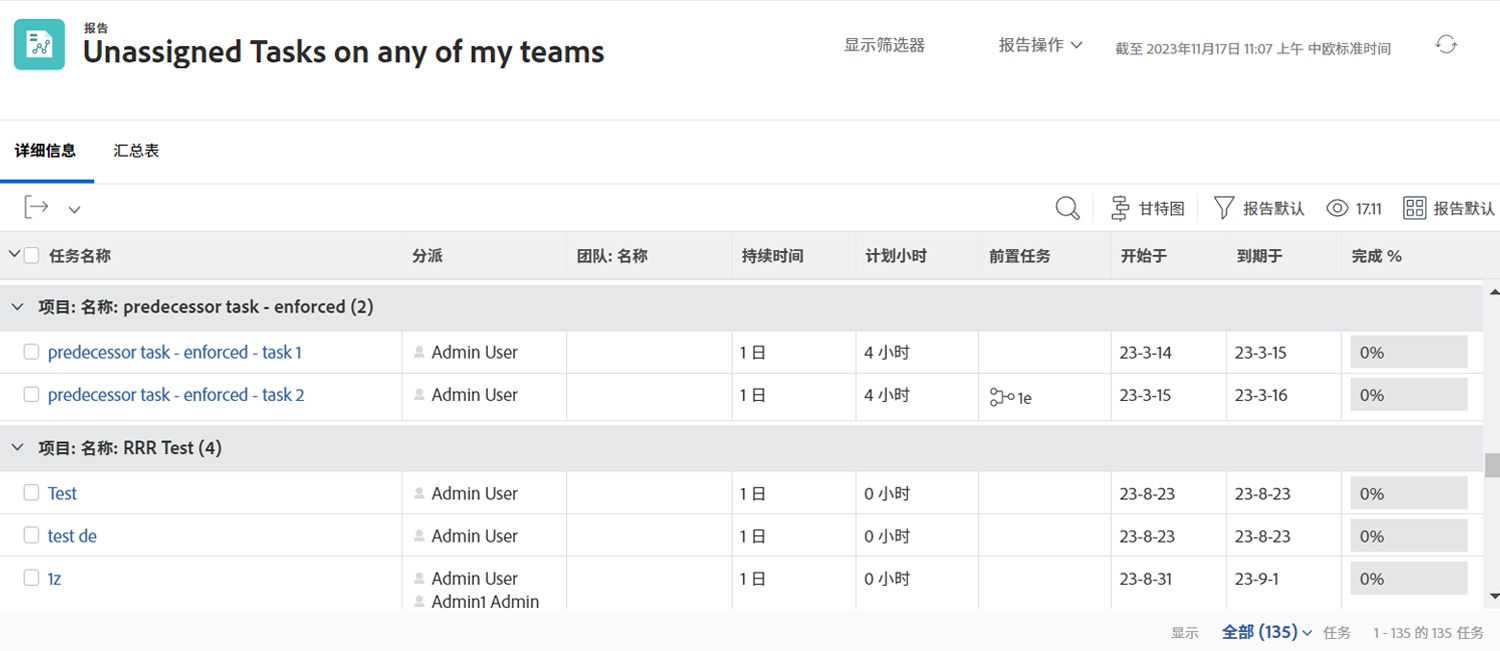 报告
Unassigned Tasks on any of my teams
显示筛选器 报告操作 截至 2023年11月17日 11:07 上午 中欧标准时间
详细信息 汇总表
甘特图 报告默认 17.11 报告默认
任务名称 分派 团队: 名称 持续时间 计划小时 前置任务 开始于 到期于 完成 %
项目: 名称: predecessor task - enforced (2)
predecessor task - enforced - task 1 Admin User 1 日 4 小时 23-3-14 23-3-15 0%
predecessor task - enforced - task 2 Admin User 1 日 4 小时 1e 23-3-15 23-3-16 0%
项目: 名称: RRR Test (4)
Test Admin User 1 日 0 小时 23-8-23 23-8-23 0%
test de Admin User 1 日 0 小时 23-8-23 23-8-23 0%
1z Admin User 1 日 0 小时 23-8-31 23-9-1 0%
Admin1 Admin
显示 全部 (135) 任务 1 - 135 的 135 任务